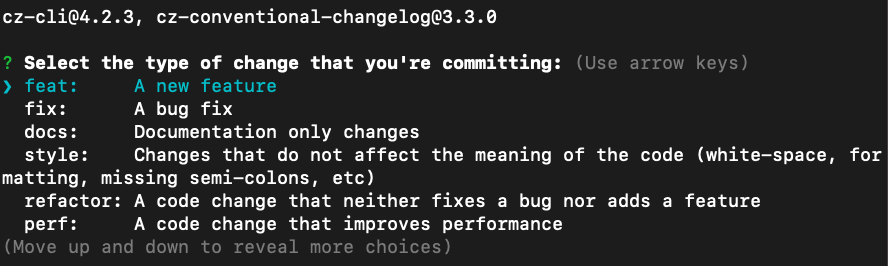 cz-cli@4.2.3, cz-conventional-changelog@3.3.0
? Select the type of change that you're committing: (Use arrow keys)
❯ feat:     A new feature
  fix:      A bug fix
  docs:     Documentation only changes
  style:    Changes that do not affect the meaning of the code (white-space, for
matting, missing semi-colons, etc)
  refactor: A code change that neither fixes a bug nor adds a feature
  perf:     A code change that improves performance
(Move up and down to reveal more choices)